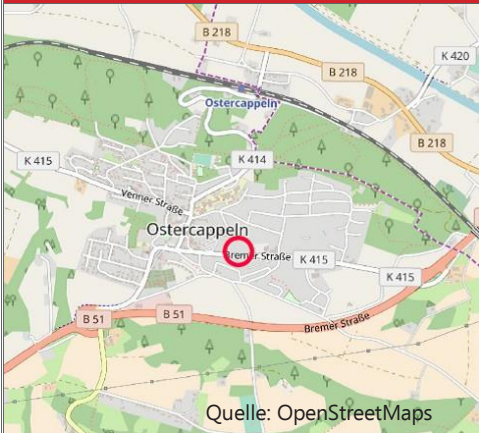 B 218
K 420
B 218
Ostercappeln
B 218
K 415
K 414
Venner Straße
Ostercappeln
Bremer Straße
K 415
K 415
B 51
B 51
Bremer Straße
Quelle: OpenStreetMaps